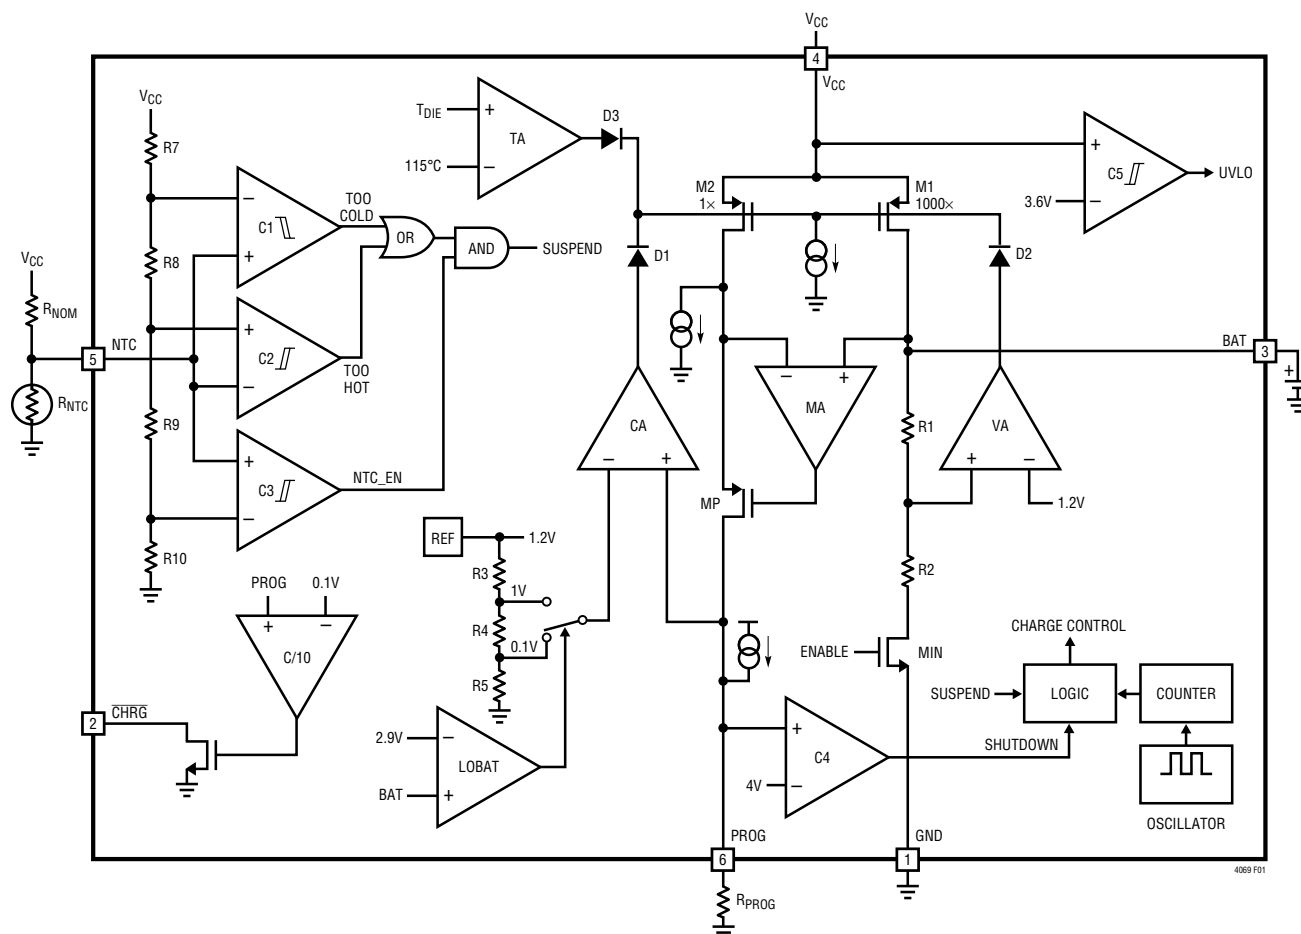 VCC
4
VCC
VCC
R7
TDIE
+
TA
D3
115°C
–
+
C5
UVLO
3.6V
–
M2
1×
M1
1000×
–
C1
+
TOO
COLD
OR
AND
SUSPEND
R8
D1
D2
VCC
RNOM
5
NTC
+
C2
–
TOO
HOT
BAT
3
+
RNTC
–
+
MA
R9
CA
–
+
R1
VA
+
–
1.2V
+
C3
–
NTC_EN
MP
R10
REF
1.2V
R3
1V
R4
0.1V
R5
R2
PROG
0.1V
+
–
C/10
ENABLE
MIN
CHARGE CONTROL
SUSPEND
LOGIC
COUNTER
2
CHRG
2.9V
–
LOBAT
BAT
+
+
C4
4V
–
SHUTDOWN
OSCILLATOR
PROG
6
GND
1
RPROG
4069 F01